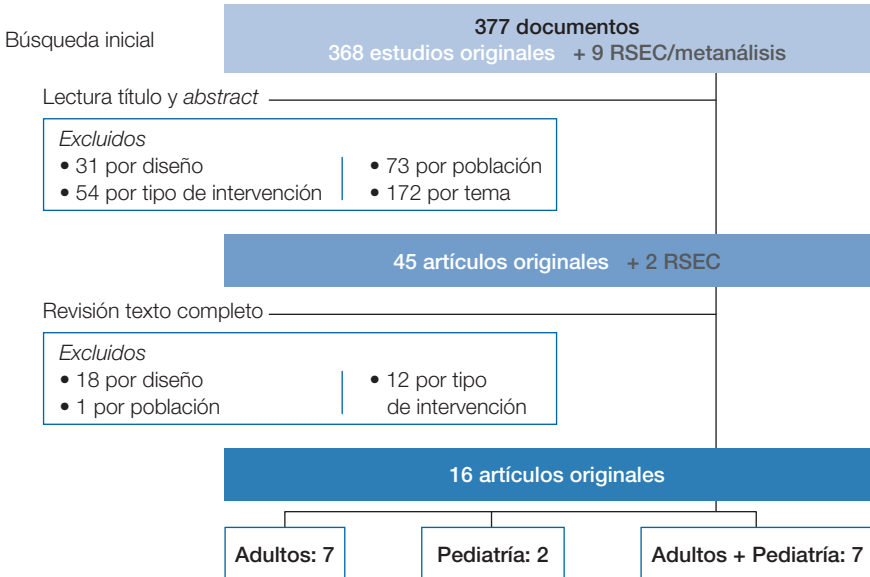 Búsqueda inicial
377 documentos
368 estudios originales + 9 RSEC/metanálisis
Lectura título y abstract
Excluidos
• 31 por diseño
• 54 por tipo de intervención
• 73 por población
• 172 por tema
45 artículos originales + 2 RSEC
Revisión texto completo
Excluidos
• 18 por diseño
• 1 por población
• 12 por tipo
de intervención
16 artículos originales
Adultos: 7
Pediatría: 2
Adultos + Pediatría: 7